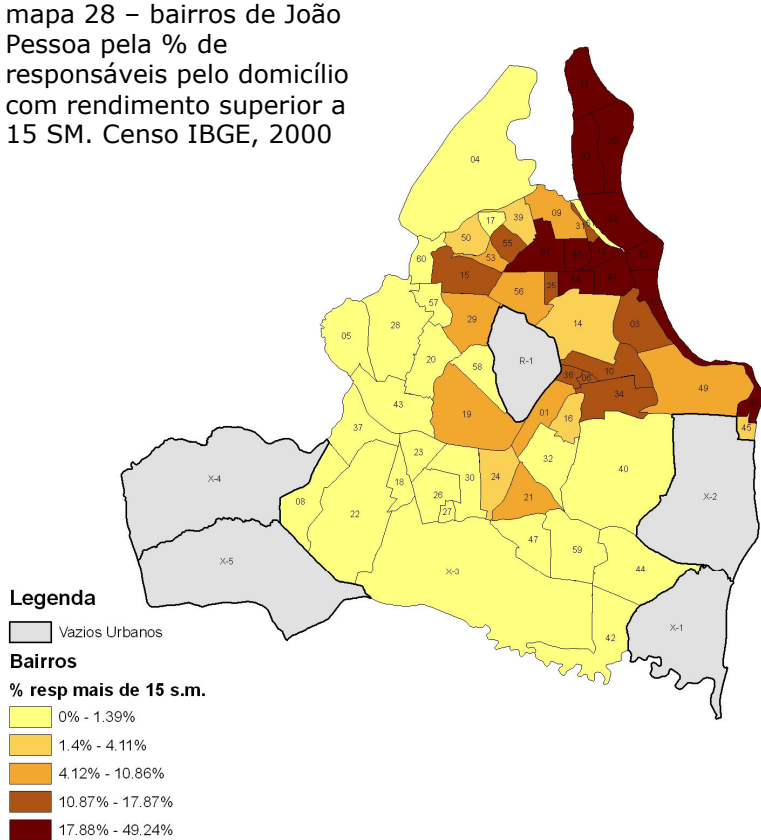 mapa 28 – bairros de João
Pessoa pela % de
responsáveis pelo domicílio
com rendimento superior a
15 SM. Censo IBGE, 2000
04
17
39
09
31
50
55
53
60
15
56
35
57
29
14
03
28
05
20
58
R-1
36
06
10
49
34
43
19
01
16
45
37
23
32
40
18
30
24
X-4
26
X-2
08
27
21
22
47
59
X-5
X-3
44
X-1
42
Legenda
Vazios Urbanos
Bairros
% resp mais de 15 s.m.
0% - 1.39%
1.4% - 4.11%
4.12% - 10.86%
10.87% - 17.87%
17.88% - 49.24%